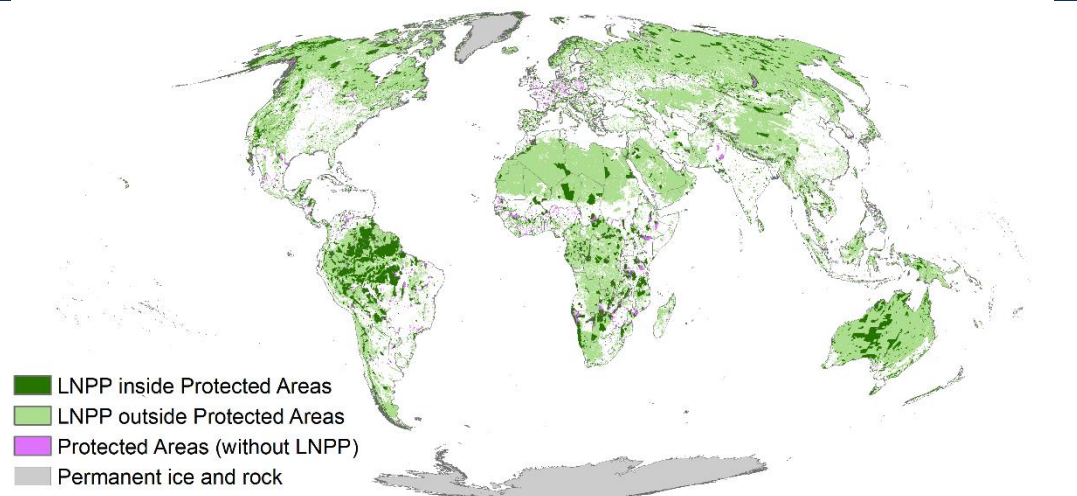 LNPP inside Protected Areas
LNPP outside Protected Areas
Protected Areas (without LNPP)
Permanent ice and rock